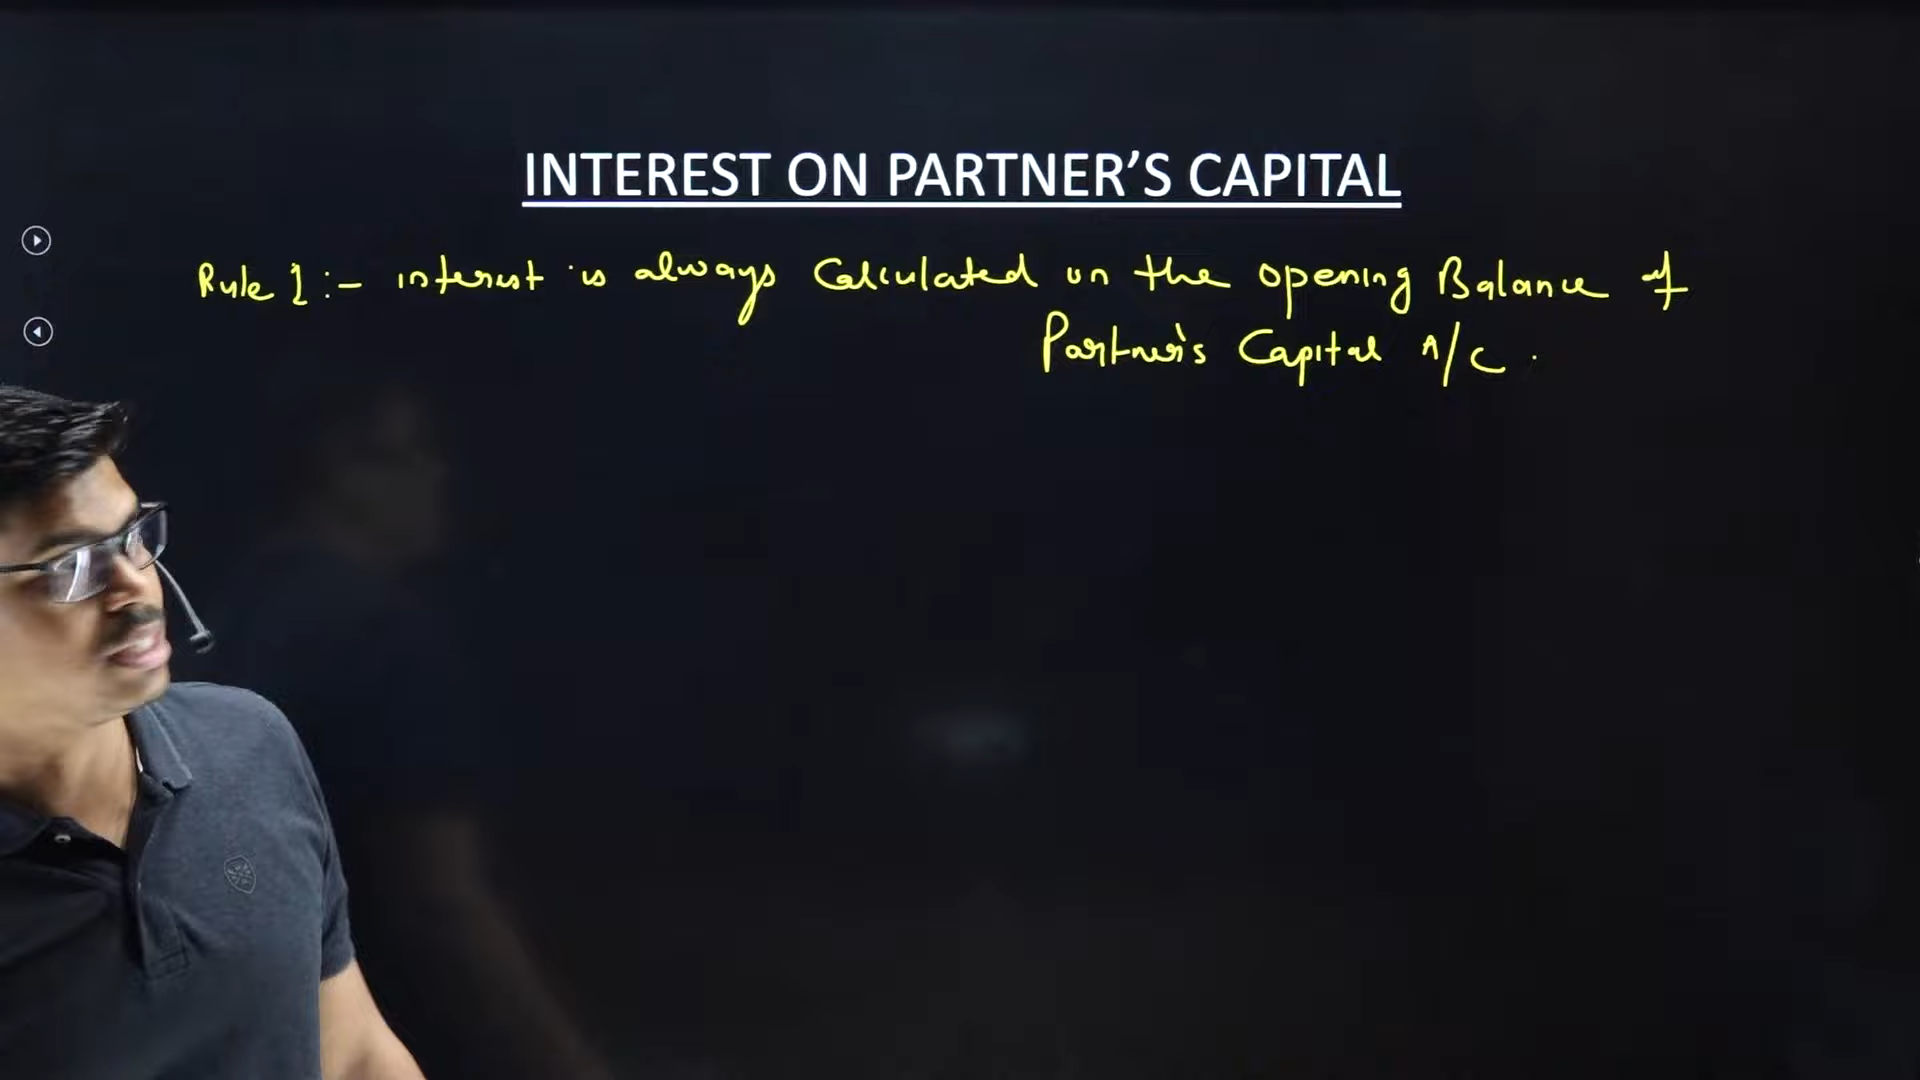 INTEREST ON PARTNER'S CAPITAL
Rule 1 :- interest is always Calculated on the opening Balance of
Partner's Capital A/C .